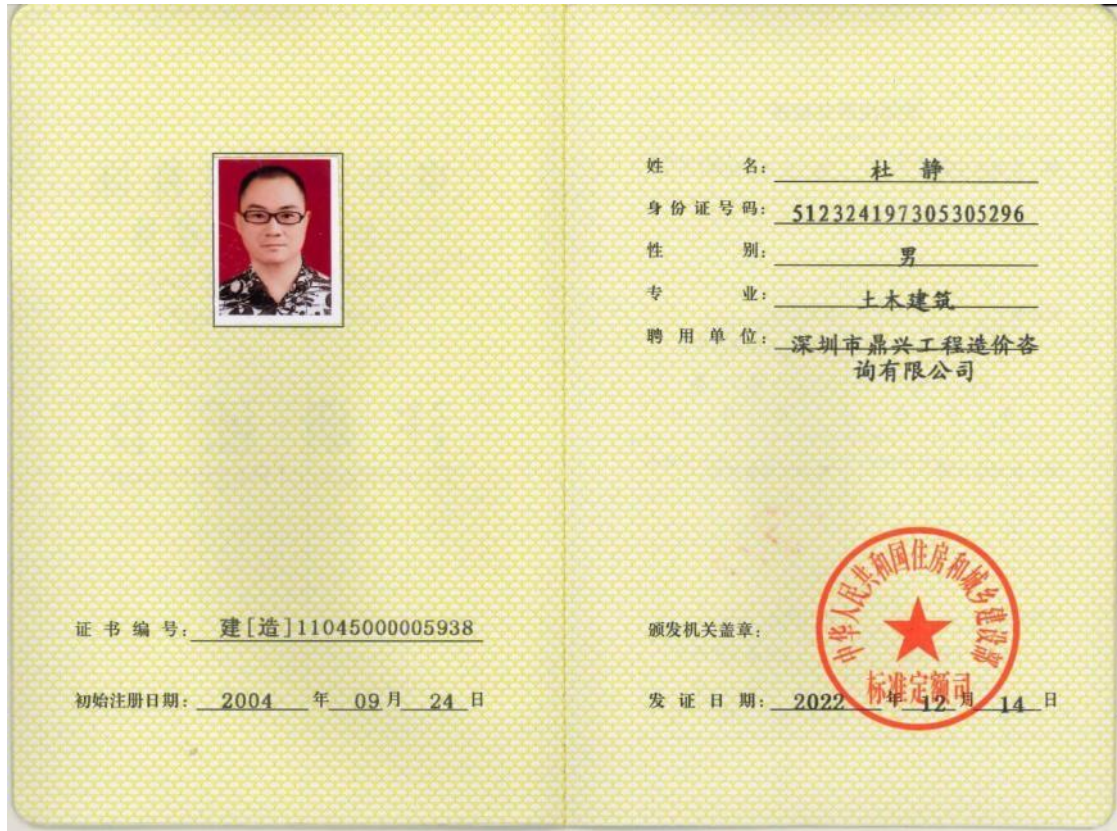 证书编号: 建[造]11045000005938
初始注册日期: 2004 年 09 月 24 日
姓名: 杜静
身份证号码: 512324197305305296
性别: 男
专业: 土木建筑
聘用单位: 深圳市鼎兴工程造价咨
询有限公司
颁发机关盖章:
中华人民共和国住房和城乡建设部
标准定额司
发证日期: 2022 年 12 月 14 日